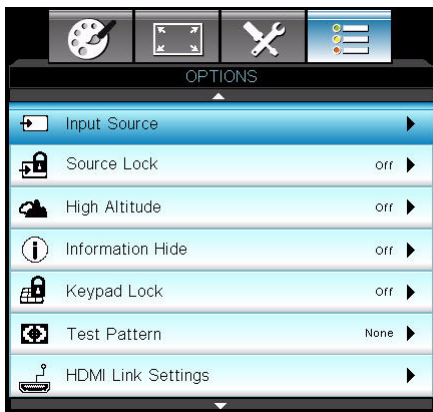 OPTIONS
Input Source
Source Lock Off
High Altitude Off
Information Hide Off
Keypad Lock Off
Test Pattern None
HDMI Link Settings